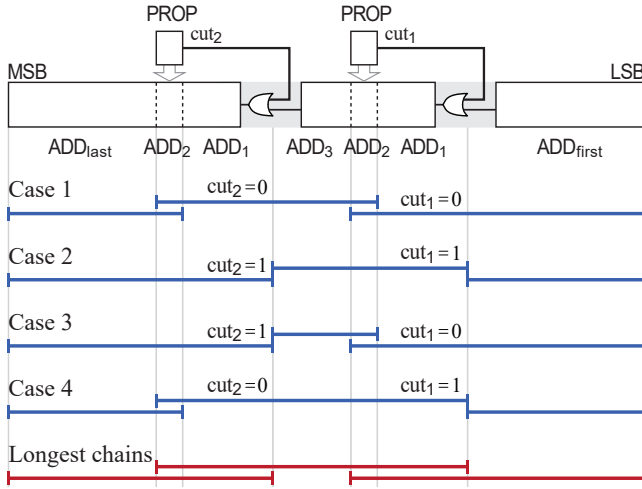 PROP PROP
cut2 cut1
MSB LSB
ADDlast ADD2 ADD1 ADD3 ADD2 ADD1 ADDfirst
Case 1 cut2=0 cut1=0
Case 2 cut2=1 cut1=1
Case 3 cut2=1 cut1=0
Case 4 cut2=0 cut1=1
Longest chains